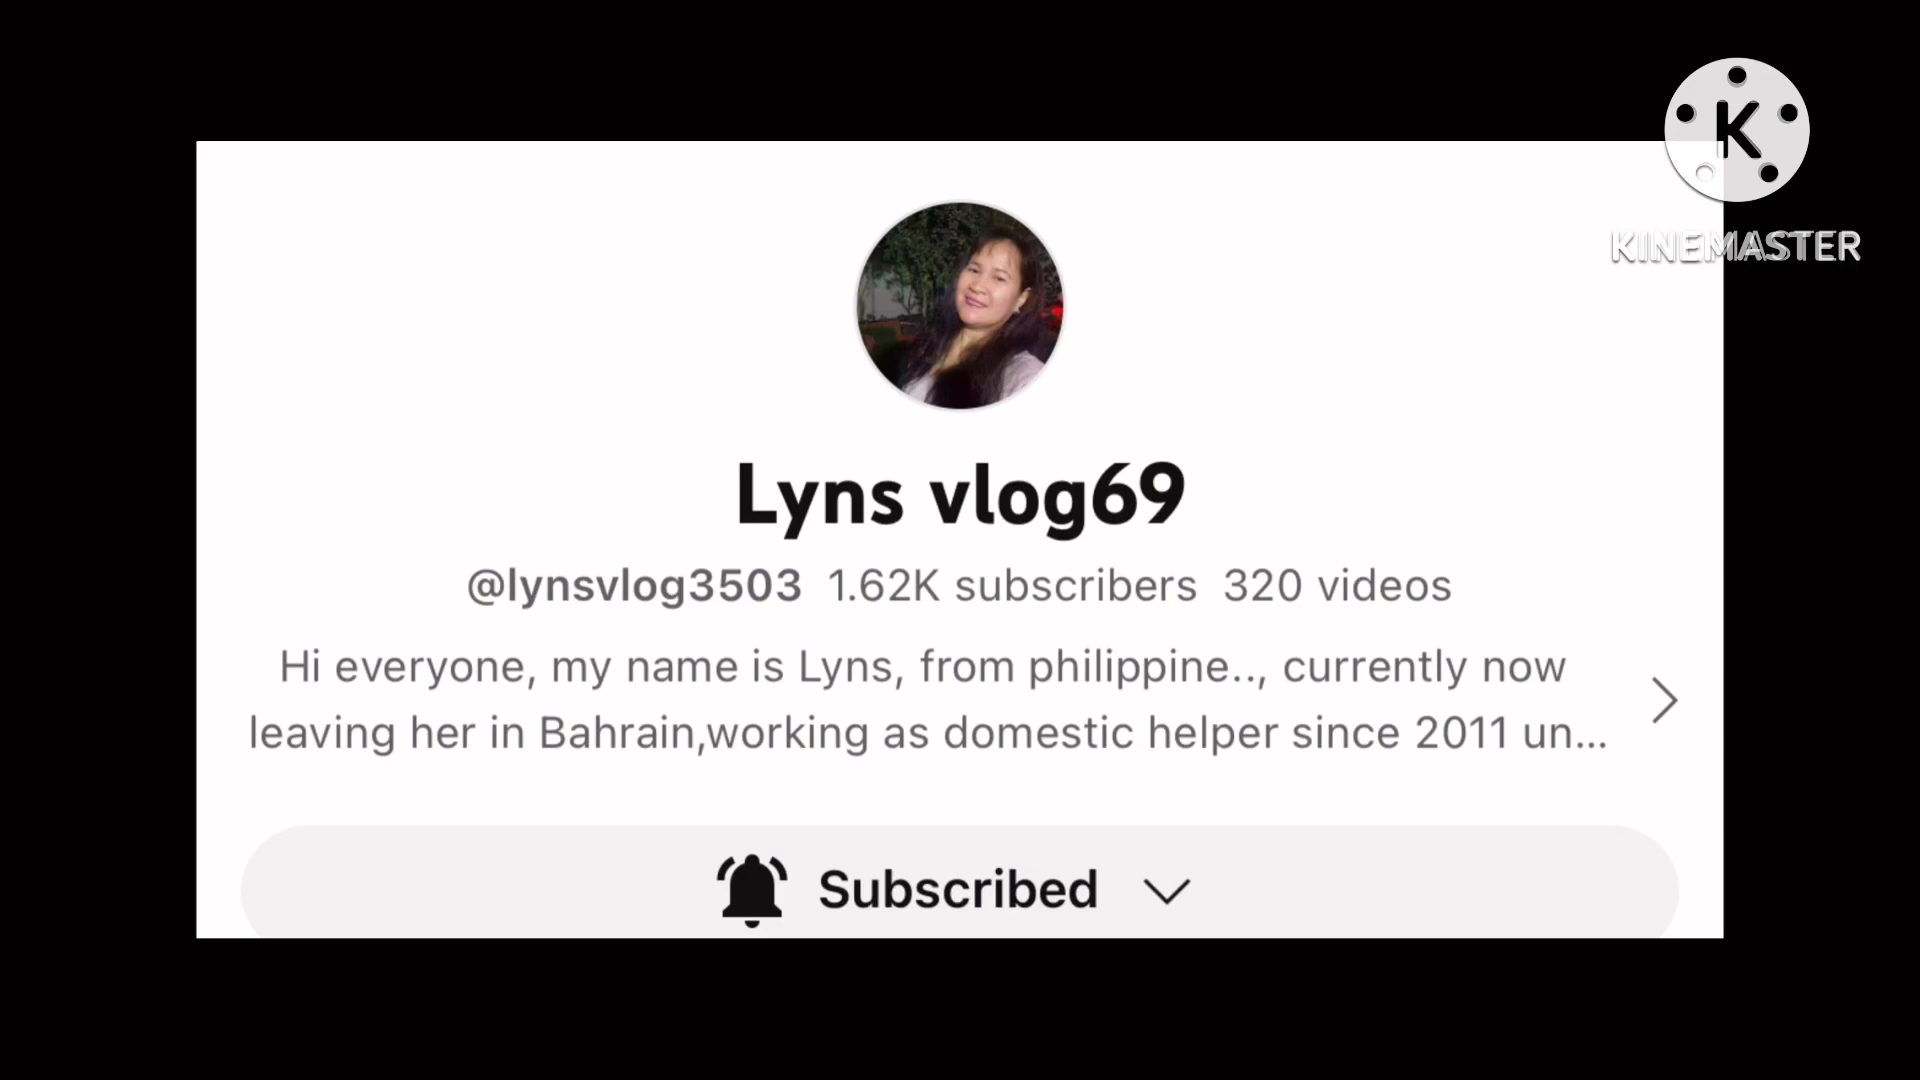 K
KINEMASTER
Lyns vlog69
@lynsvlog3503 1.62K subscribers 320 videos
Hi everyone, my name is Lyns, from philippine.., currently now
leaving her in Bahrain,working as domestic helper since 2011 un...
Subscribed